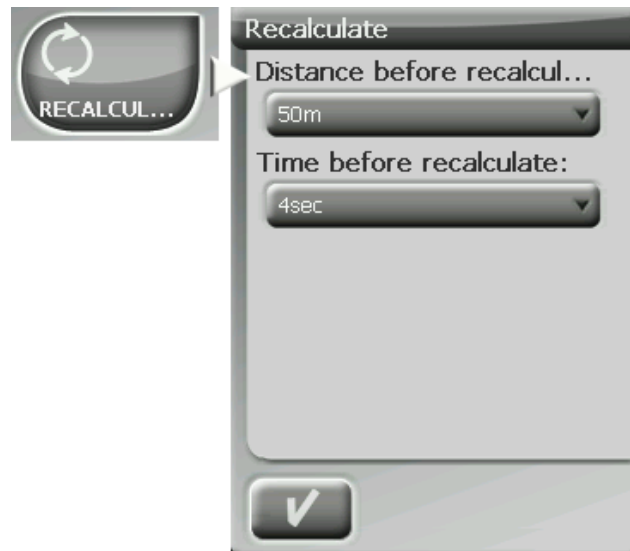 RECALCUL...
Recalculate
Distance before recalcul...
50m
Time before recalculate:
4sec